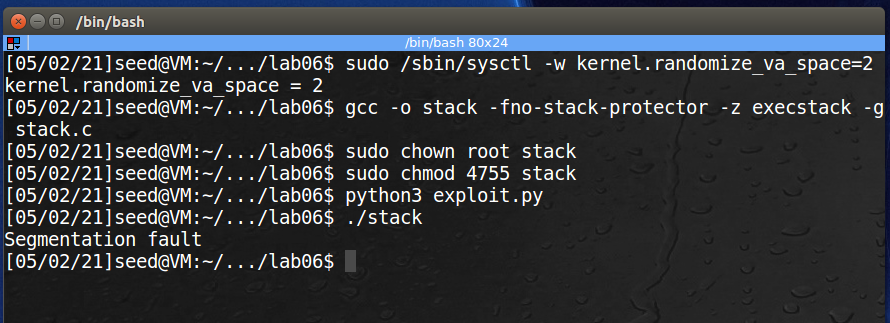 /bin/bash
/bin/bash 80x24
[05/02/21]seed@VM:~/.../lab06$ sudo /sbin/sysctl -w kernel.randomize_va_space=2
kernel.randomize_va_space = 2
[05/02/21]seed@VM:~/.../lab06$ gcc -o stack -fno-stack-protector -z execstack -g
 stack.c
[05/02/21]seed@VM:~/.../lab06$ sudo chown root stack
[05/02/21]seed@VM:~/.../lab06$ sudo chmod 4755 stack
[05/02/21]seed@VM:~/.../lab06$ python3 exploit.py
[05/02/21]seed@VM:~/.../lab06$ ./stack
Segmentation fault
[05/02/21]seed@VM:~/.../lab06$